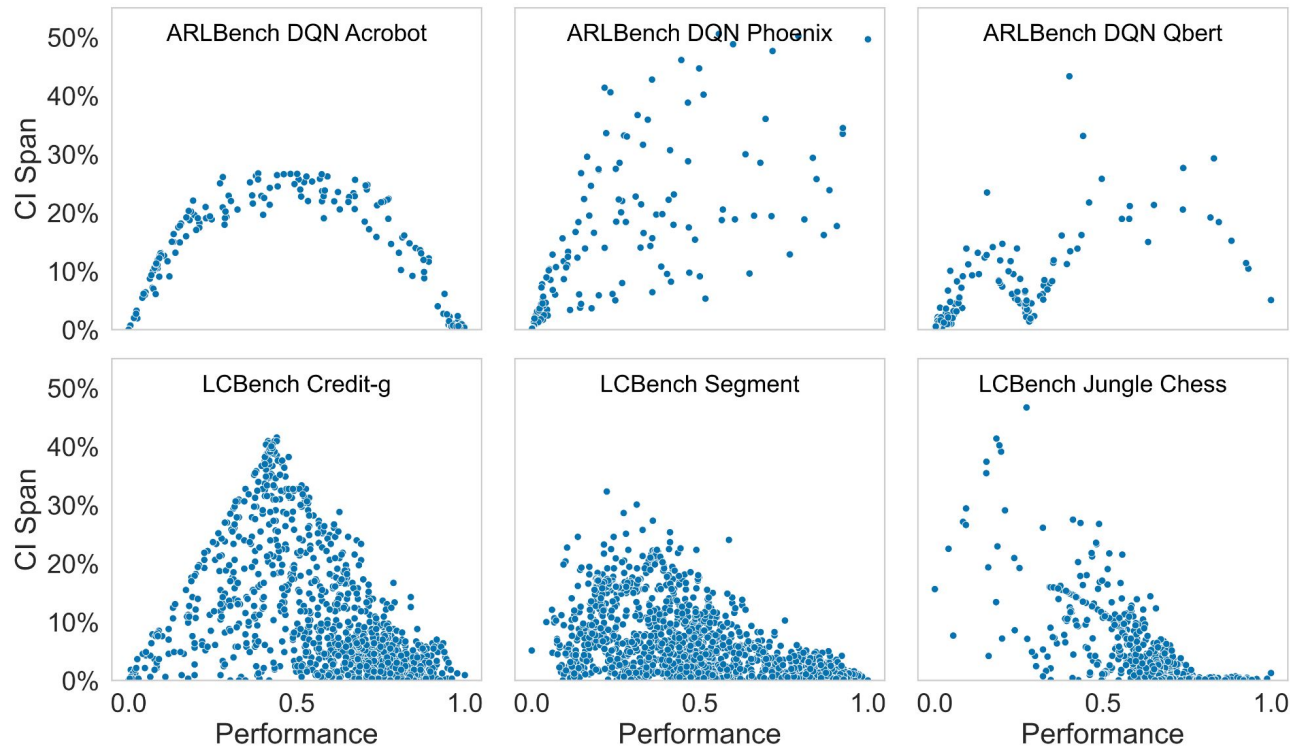 ARLBench DQN Acrobot
ARLBench DQN Phoenix
ARLBench DQN Qbert
50%
40%
30%
20%
10%
0%
CI Span
LCBench Credit-g
LCBench Segment
LCBench Jungle Chess
50%
40%
30%
20%
10%
0%
CI Span
0.0 0.5 1.0
0.0 0.5 1.0
0.0 0.5 1.0
Performance
Performance
Performance